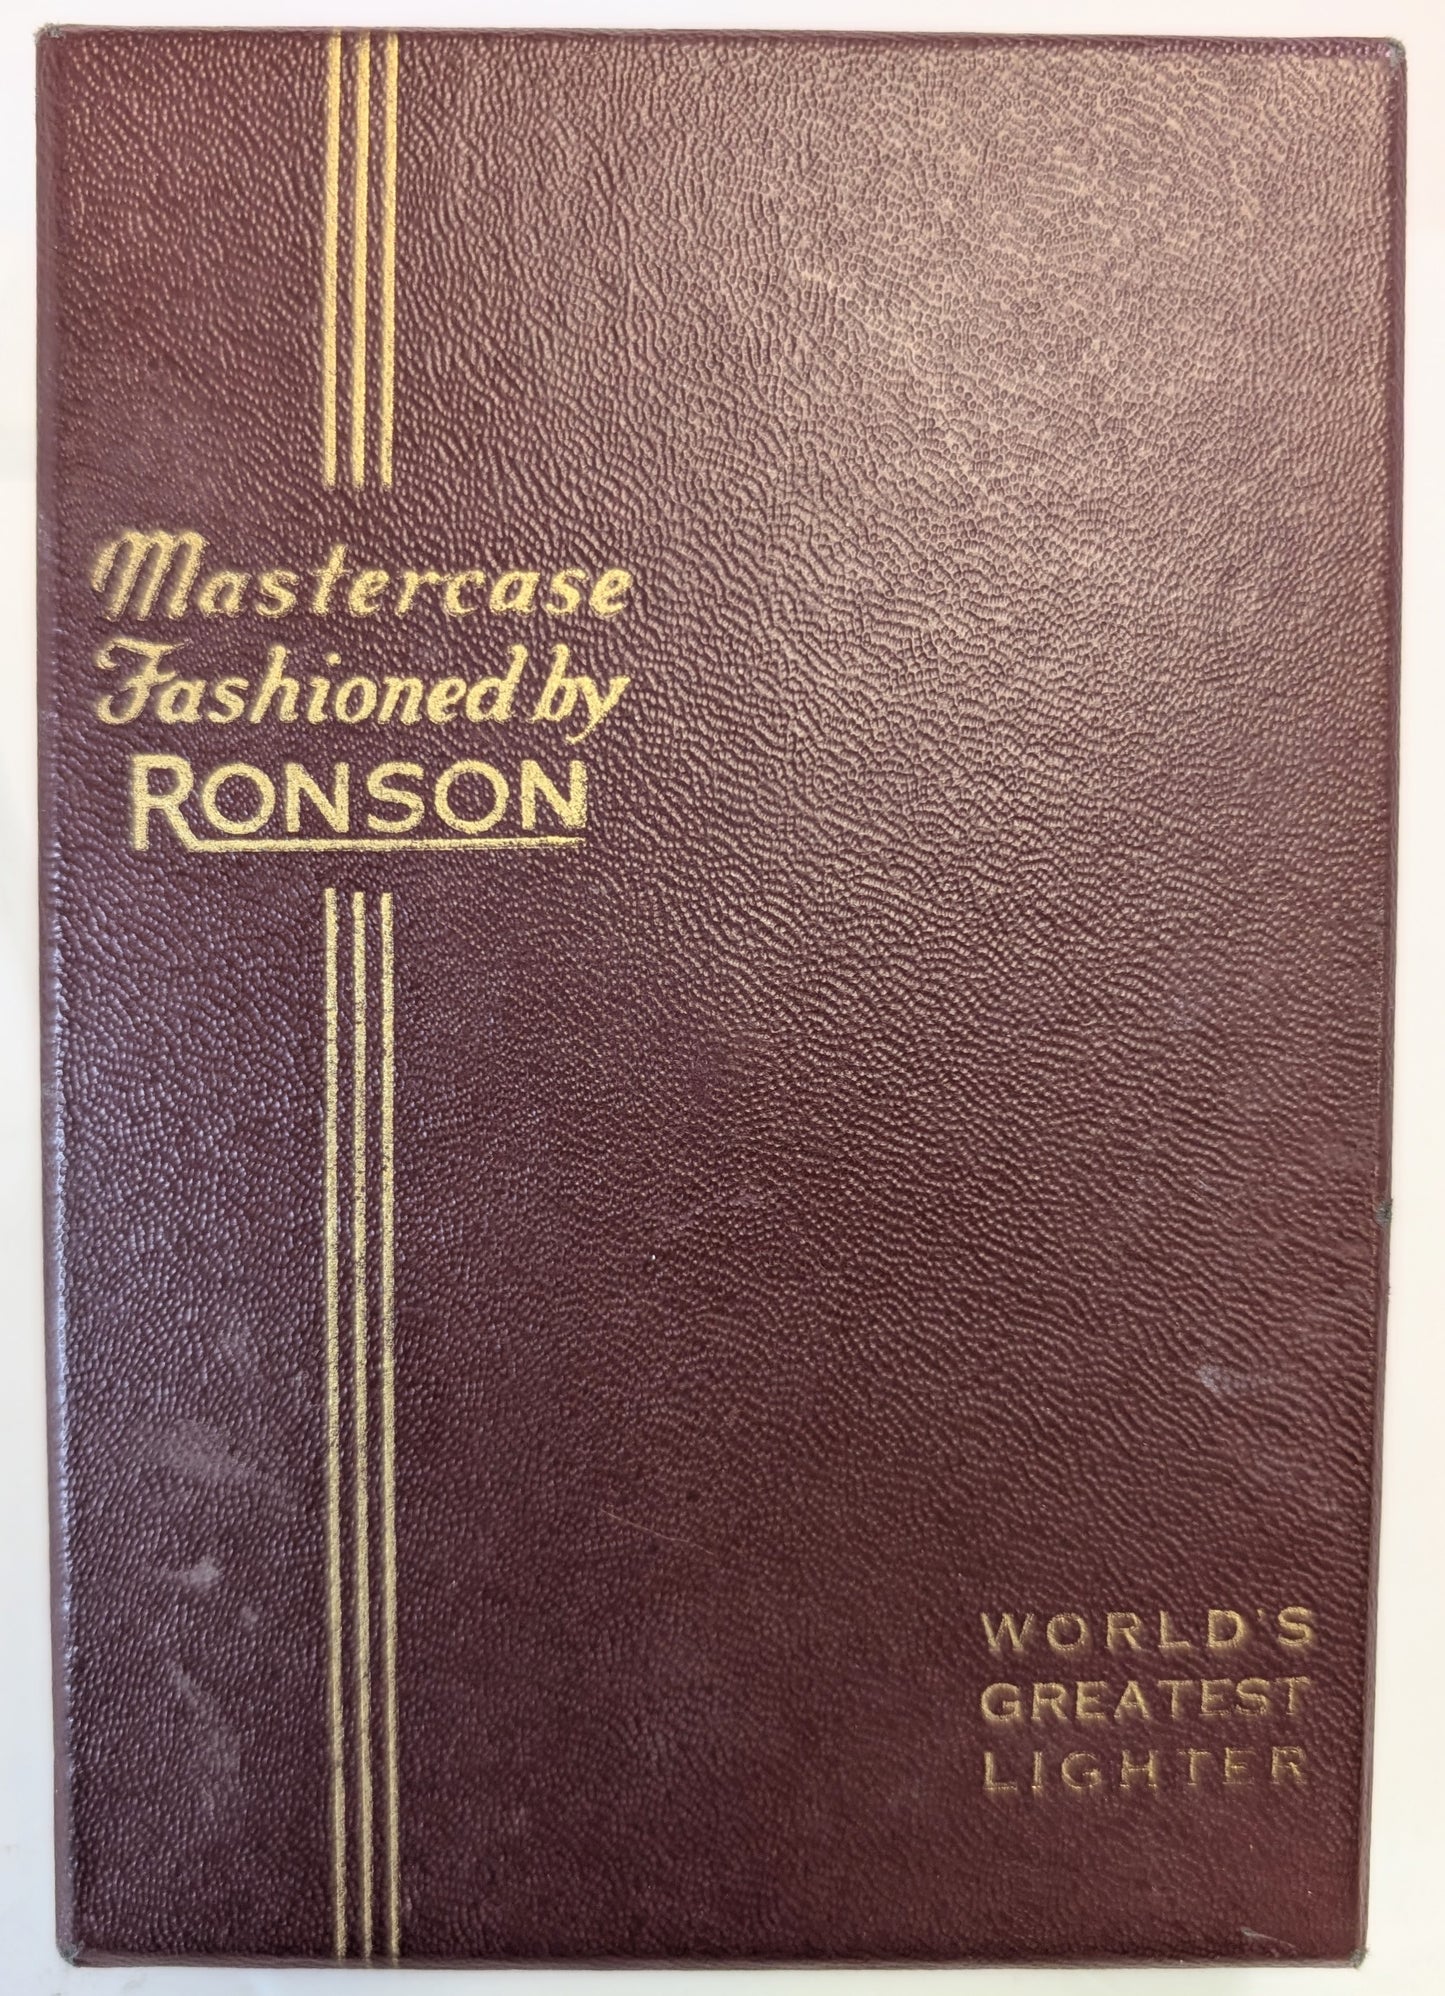 Mastercase
Fashioned by
RONSON
WORLD'S
GREATEST
LIGHTER